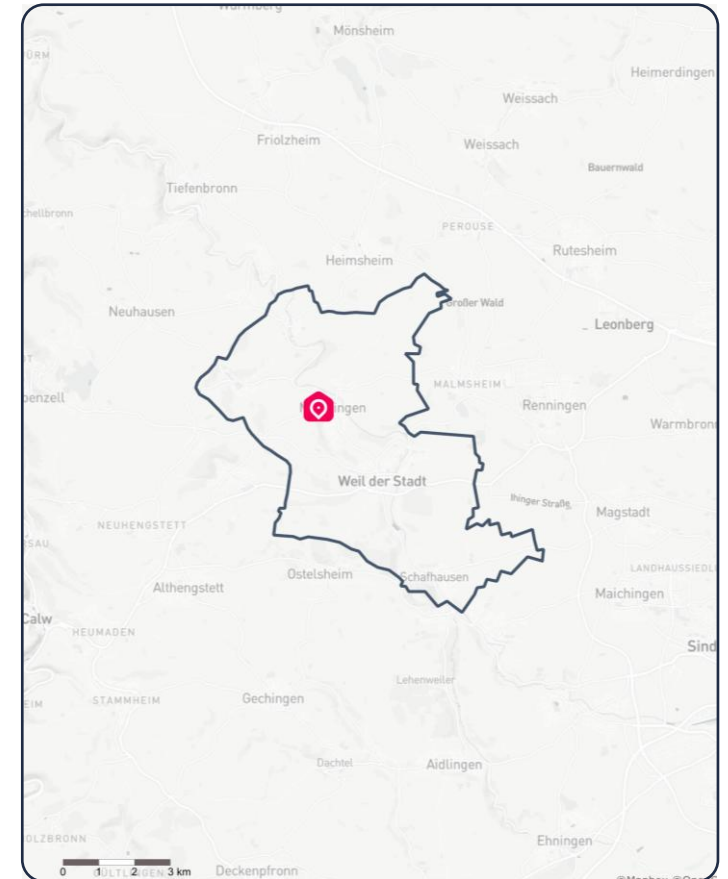 Mönsheim
Heimerdingen
Weissach
Friolzheim
Weissach
Bauernwald
Tiefenbronn
PEROUSE
Rutesheim
Heimsheim
Großer Wald
Neuhausen
Leonberg
MALMSHEIM
Renningen
Warmbron
Weil der Stadt
Ihinger Straße
Magstadt
NEUHENGSTETT
LANDHAUSSIEDL
Ostelsheim
Schafhausen
Althengstett
Maichingen
Calw
HEUMADEN
Sind
Lehenweiler
STAMMHEIM
Gechingen
Dachtel
Aidlingen
Ehningen
0 1 2 3 km
Deckenpfronn